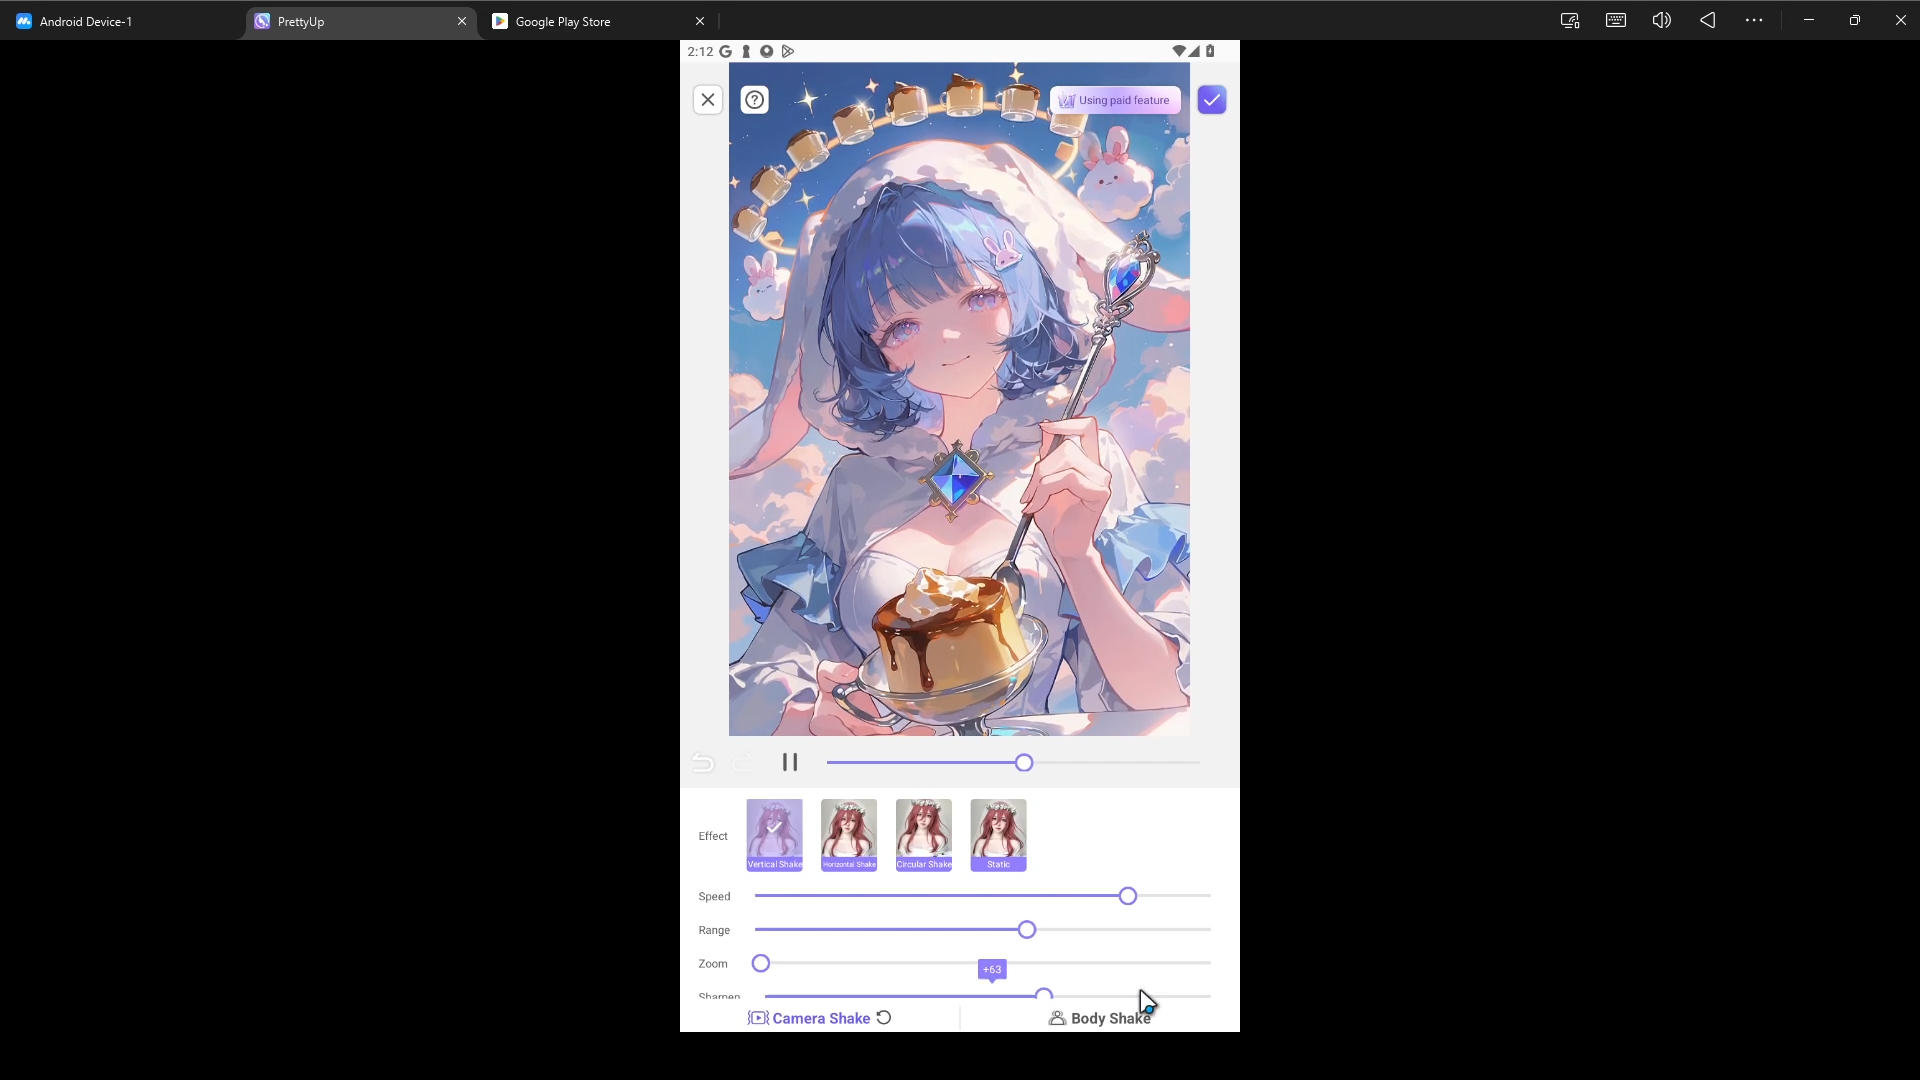 Android Device-1
PrettyUp
Google Play Store
2:12
Using paid feature
Effect
Vertical Shake
Horizontal Shake
Circular Shake
Static
Speed
Range
Zoom
+63
Sharpen
Camera Shake
Body Shake